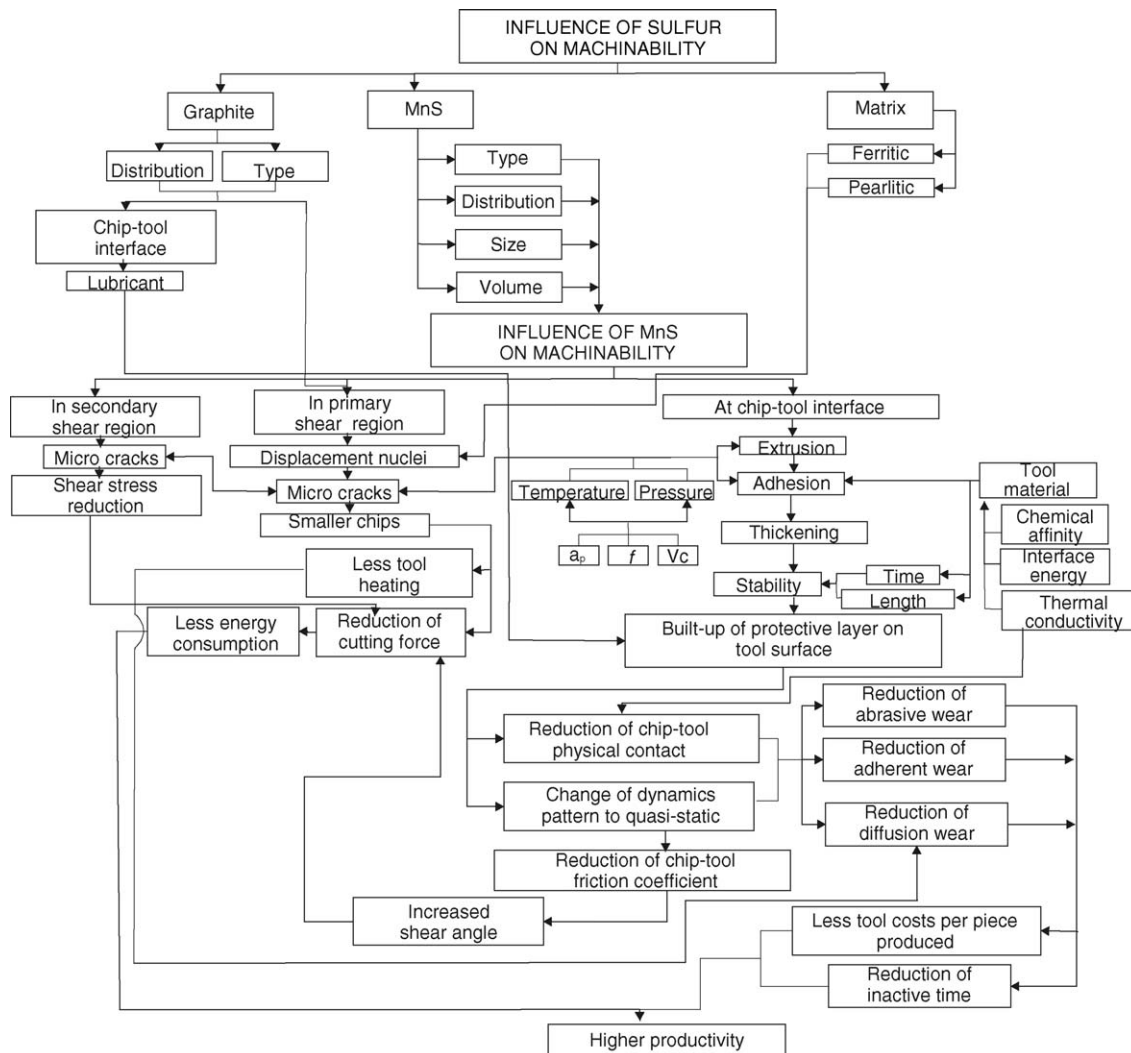 INFLUENCE OF SULFUR
ON MACHINABILITY
Graphite
MnS
Matrix
Distribution
Type
Type
Distribution
Size
Volume
Ferritic
Pearlitic
Chip-tool
interface
Lubricant
INFLUENCE OF MnS
ON MACHINABILITY
In secondary
shear region
In primary
shear region
At chip-tool interface
Micro cracks
Displacement nuclei
Extrusion
Shear stress
reduction
Micro cracks
Temperature
Pressure
Adhesion
Tool
material
Smaller chips
Thickening
Chemical
affinity
aₚ
f
Vc
Interface
energy
Less tool
heating
Stability
Time
Length
Thermal
conductivity
Less energy
consumption
Reduction of
cutting force
Built-up of protective layer on
tool surface
Reduction of chip-tool
physical contact
Reduction of
abrasive wear
Reduction of
adherent wear
Change of dynamics
pattern to quasi-static
Reduction of
diffusion wear
Reduction of chip-tool
friction coefficient
Increased
shear angle
Less tool costs per piece
produced
Reduction of
inactive time
Higher productivity